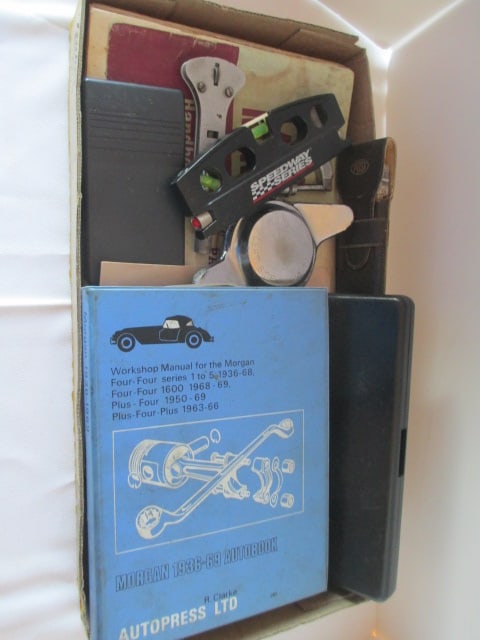 Handbo
SPEEDWAY
SERIES
Workshop Manual for the Morgan
Four-Four series 1 to 5 1936-68,
Four-Four 1600 1968-69,
Plus-Four 1950-69
Plus-Four-Plus 1963-66
MORGAN 1936-69 AUTOBOOK
R. Clarke
AUTOPRESS LTD